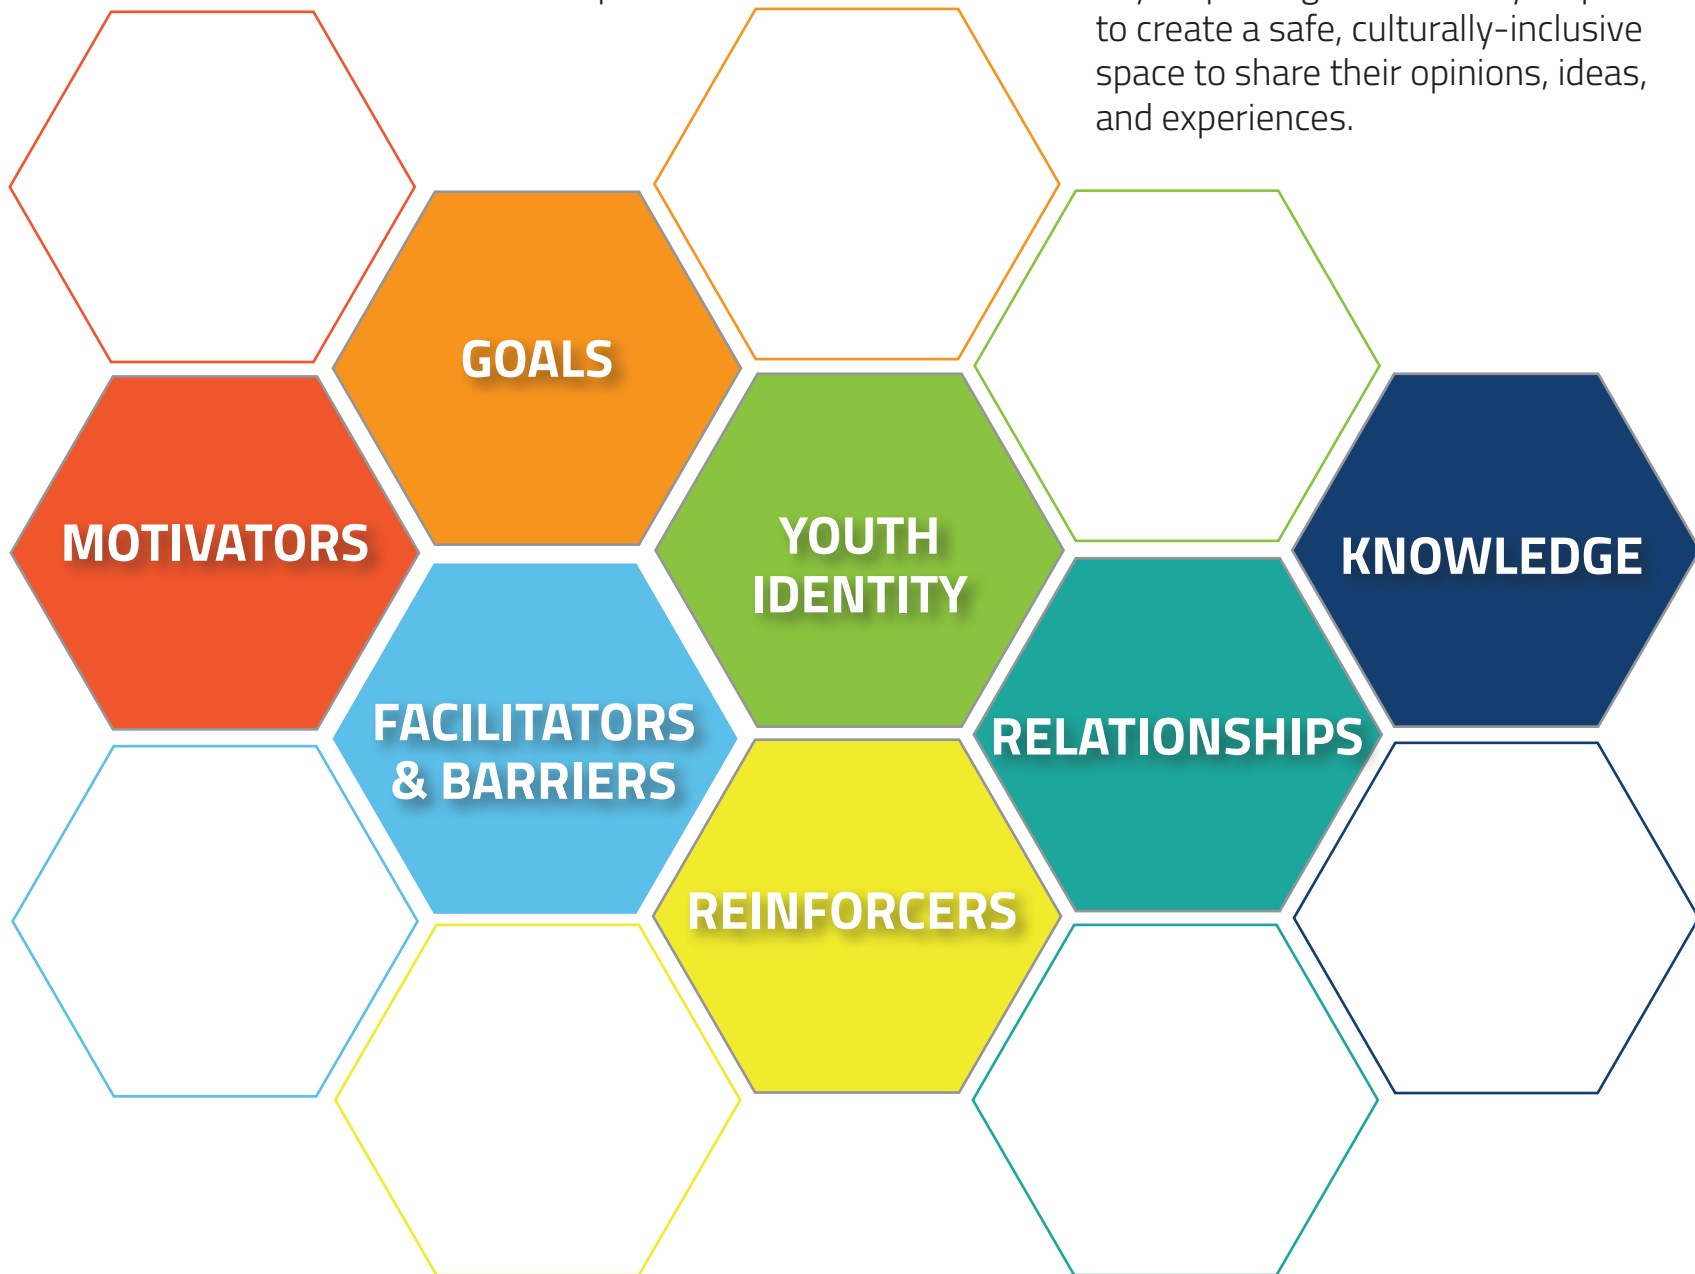 to create a safe, culturally-inclusive
space to share their opinions, ideas,
and experiences.
GOALS
MOTIVATORS
YOUTH
IDENTITY
KNOWLEDGE
FACILITATORS
& BARRIERS
RELATIONSHIPS
REINFORCERS